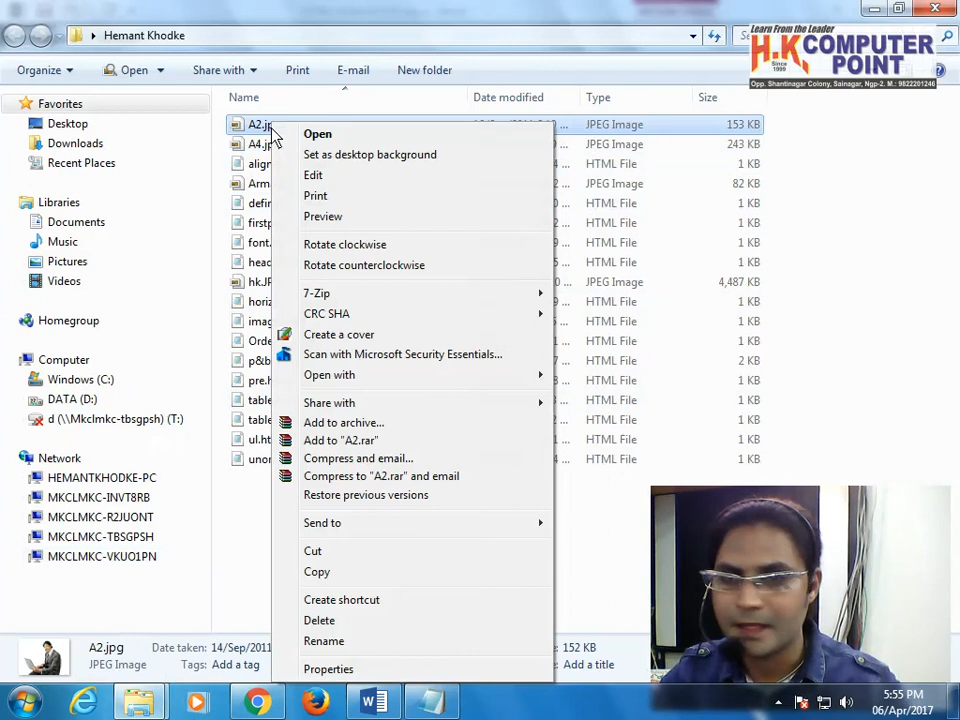 Hemant Khodke
Learn From the Leader
H.K COMPUTER POINT
Since 1999
Opp. Shantinagar Colony, Sainagar, Ngp-2. M.: 9822201246
Organize Open Share with Print E-mail New folder
Name Date modified Type Size
Favorites
Desktop
Downloads
Recent Places
Libraries
Documents
Music
Pictures
Videos
Homegroup
Computer
Windows (C:)
DATA (D:)
d (\\Mkclmkc-tbsgpsh) (T:)
Network
HEMANTKHODKE-PC
MKCLMKC-INVT8RB
MKCLMKC-R2JUONT
MKCLMKC-TBSGPSH
MKCLMKC-VKUO1PN
JPEG Image 153 KB
JPEG Image 243 KB
HTML File 1 KB
JPEG Image 82 KB
HTML File 1 KB
HTML File 1 KB
HTML File 1 KB
HTML File 1 KB
JPEG Image 4,487 KB
HTML File 1 KB
HTML File 1 KB
HTML File 1 KB
HTML File 2 KB
HTML File 1 KB
HTML File 1 KB
HTML File 1 KB
HTML File 1 KB
HTML File 1 KB
Open
Set as desktop background
Edit
Print
Preview
Rotate clockwise
Rotate counterclockwise
7-Zip
CRC SHA
Create a cover
Scan with Microsoft Security Essentials...
Open with
Share with
Add to archive...
Add to "A2.rar"
Compress and email...
Compress to "A2.rar" and email
Restore previous versions
Send to
Cut
Copy
Create shortcut
Delete
Rename
Properties
A2.jpg Date taken: 14/Sep/2011 152 KB
JPEG Image Tags: Add a tag Add a title
5:55 PM
06/Apr/2017